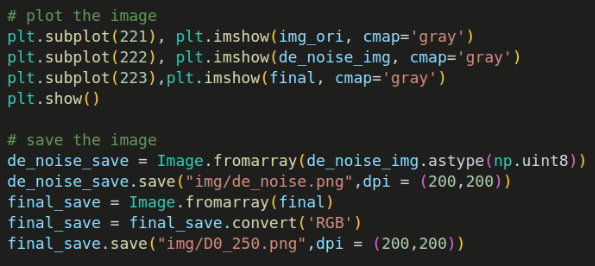 # plot the image
plt.subplot(221), plt.imshow(img_ori, cmap='gray')
plt.subplot(222), plt.imshow(de_noise_img, cmap='gray')
plt.subplot(223),plt.imshow(final, cmap='gray')
plt.show()

# save the image
de_noise_save = Image.fromarray(de_noise_img.astype(np.uint8))
de_noise_save.save("img/de_noise.png",dpi = (200,200))
final_save = Image.fromarray(final)
final_save = final_save.convert('RGB')
final_save.save("img/D0_250.png",dpi = (200,200))